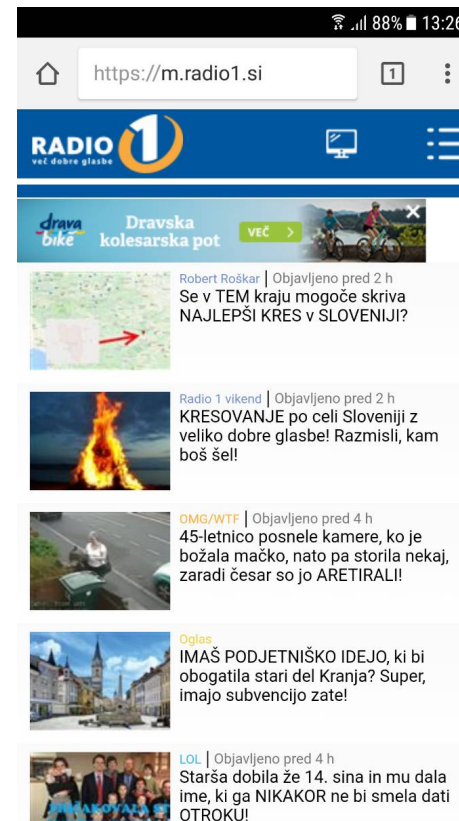 88% 13:26
https://m.radio1.si
1
RADIO 1
več dobre glasbe
drava
bike
Dravska
kolesarska pot
VEČ >
×
Robert Roškar | Objavljeno pred 2 h
Se v TEM kraju mogoče skriva
NAJLEPŠI KRES v SLOVENIJI?
Radio 1 vikend | Objavljeno pred 2 h
KRESOVANJE po celi Sloveniji z
veliko dobre glasbe! Razmisli, kam
boš šel!
OMG/WTF | Objavljeno pred 4 h
45-letnico posnele kamere, ko je
božala mačko, nato pa storila nekaj,
zaradi česar so jo ARETIRALI!
Oglas
IMAŠ PODJETNIŠKO IDEJO, ki bi
obogatila stari del Kranja? Super,
imajo subvencijo zate!
LOL | Objavljeno pred 4 h
Starša dobila že 14. sina in mu dala
ime, ki ga NIKAKOR ne bi smela dati
OTROKU!